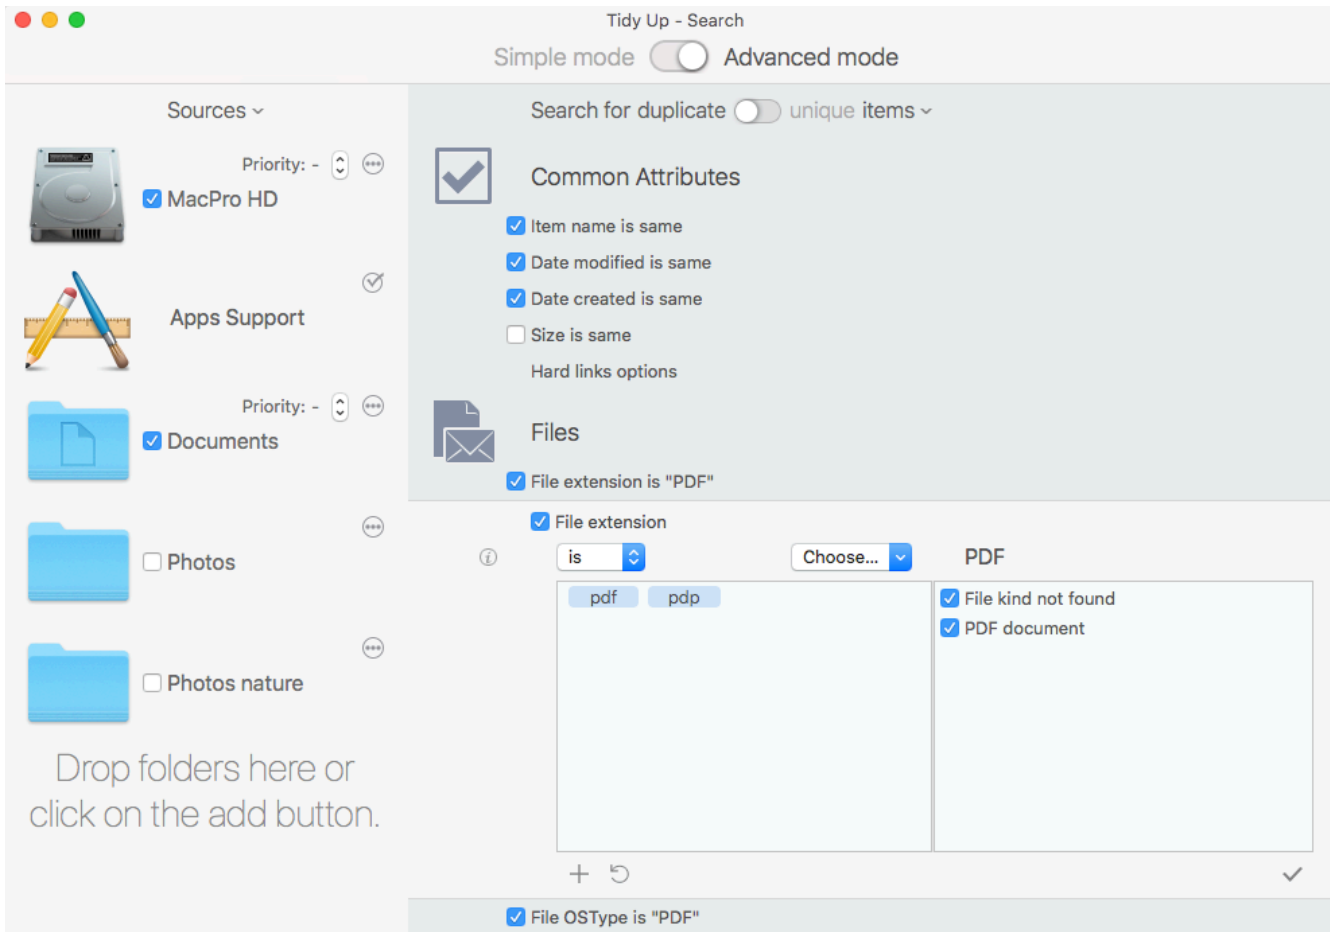 Tidy Up - Search
Simple mode Advanced mode
Sources
Priority: -
MacPro HD
Apps Support
Priority: -
Documents
Photos
Photos nature
Drop folders here or
click on the add button.
Search for duplicate unique items
Common Attributes
Item name is same
Date modified is same
Date created is same
Size is same
Hard links options
Files
File extension is "PDF"
File extension
is Choose... PDF
pdf pdp
File kind not found
PDF document
File OSType is "PDF"